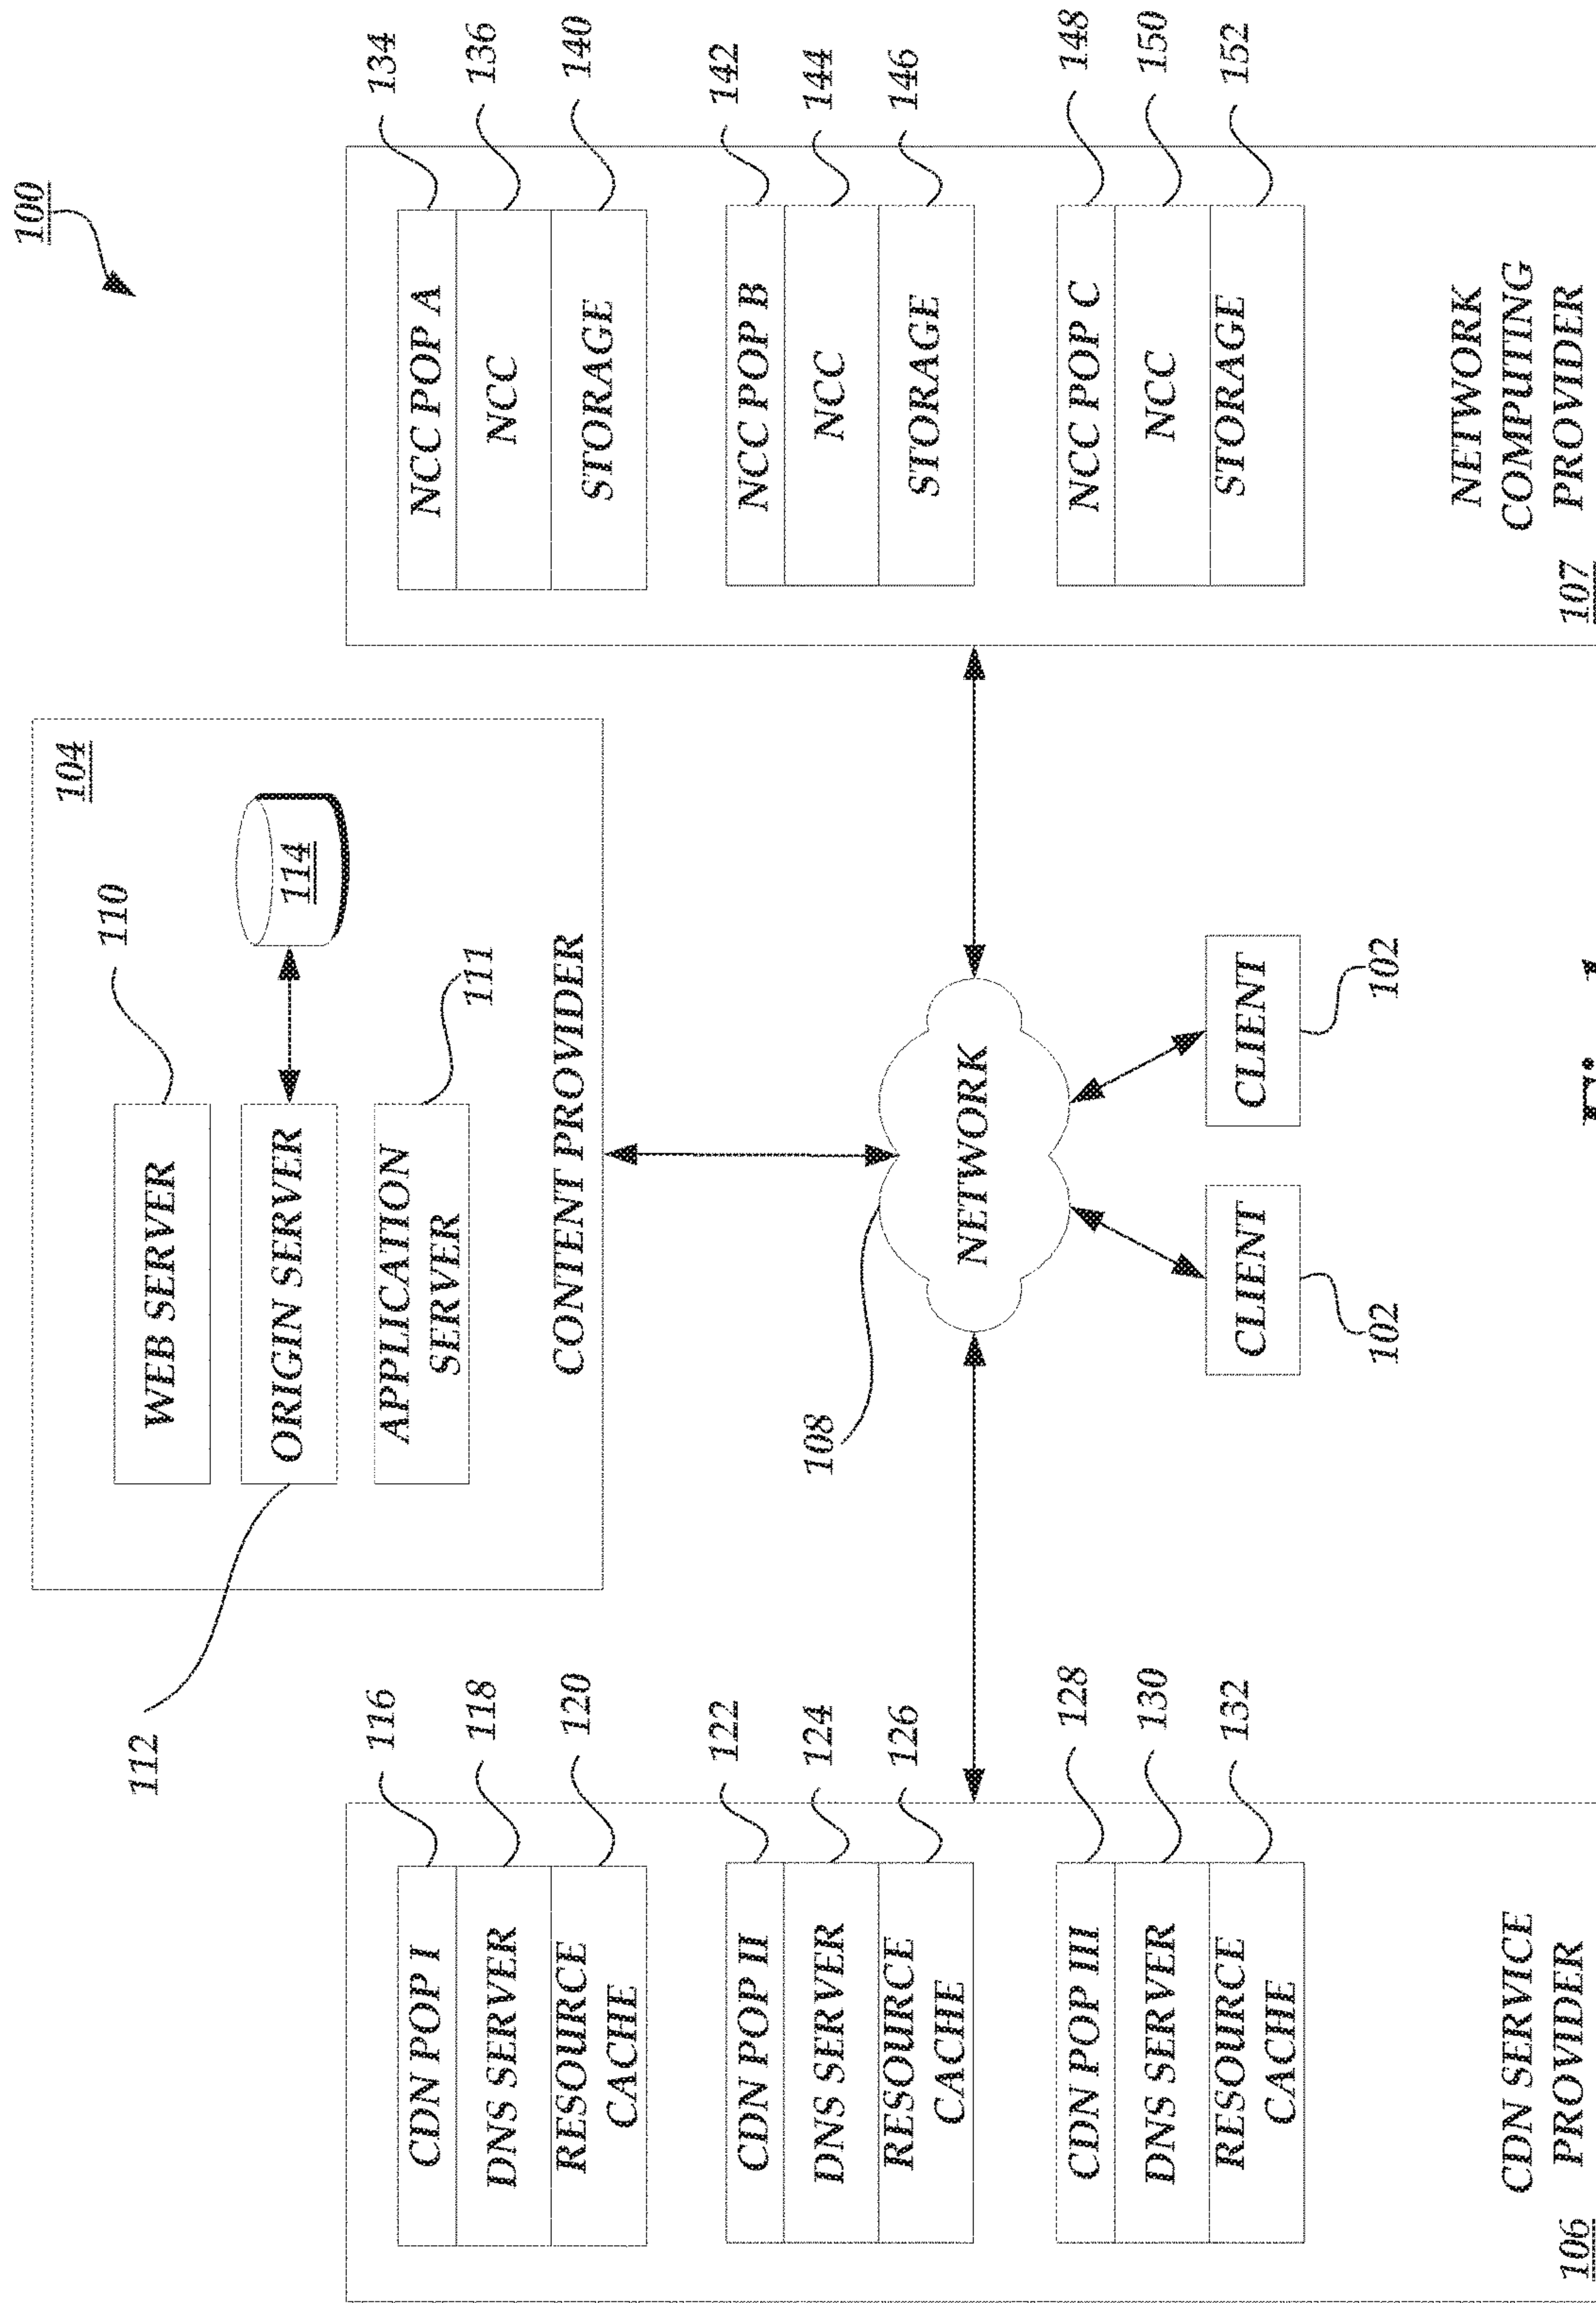 100
104
110
WEB SERVER
112
ORIGIN SERVER
114
APPLICATION
SERVER
111
CONTENT PROVIDER
CDN POP I
116
DNS SERVER
118
RESOURCE
CACHE
120
CDN POP II
122
DNS SERVER
124
RESOURCE
CACHE
126
CDN POP III
128
DNS SERVER
130
RESOURCE
CACHE
132
CDN SERVICE
PROVIDER
106
108
NETWORK
CLIENT
102
CLIENT
102
NCC POP A
134
NCC
136
STORAGE
140
NCC POP B
142
NCC
144
STORAGE
146
NCC POP C
148
NCC
150
STORAGE
152
NETWORK
COMPUTING
PROVIDER
107